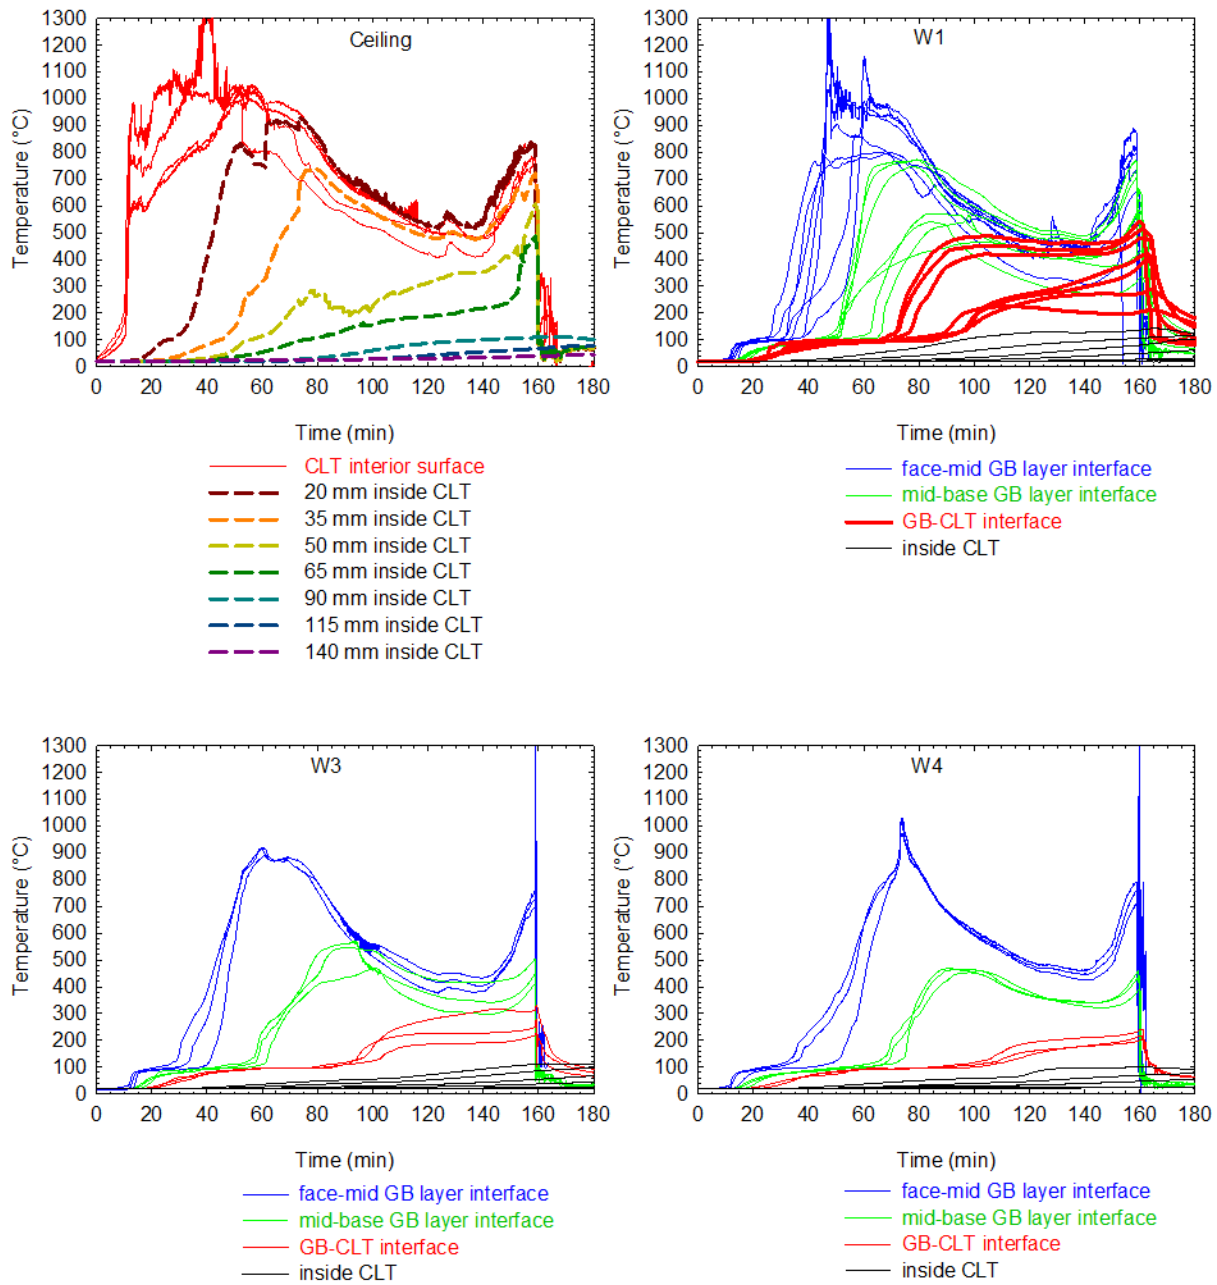 Ceiling
1300
1200
1100
1000
900
800
700
600
500
400
300
200
100
0
Temperature (°C)
0 20 40 60 80 100 120 140 160 180
Time (min)
CLT interior surface
20 mm inside CLT
35 mm inside CLT
50 mm inside CLT
65 mm inside CLT
90 mm inside CLT
115 mm inside CLT
140 mm inside CLT
W1
1300
1200
1100
1000
900
800
700
600
500
400
300
200
100
0
Temperature (°C)
0 20 40 60 80 100 120 140 160 180
Time (min)
face-mid GB layer interface
mid-base GB layer interface
GB-CLT interface
inside CLT
W3
1300
1200
1100
1000
900
800
700
600
500
400
300
200
100
0
Temperature (°C)
0 20 40 60 80 100 120 140 160 180
Time (min)
face-mid GB layer interface
mid-base GB layer interface
GB-CLT interface
inside CLT
W4
1300
1200
1100
1000
900
800
700
600
500
400
300
200
100
0
Temperature (°C)
0 20 40 60 80 100 120 140 160 180
Time (min)
face-mid GB layer interface
mid-base GB layer interface
GB-CLT interface
inside CLT